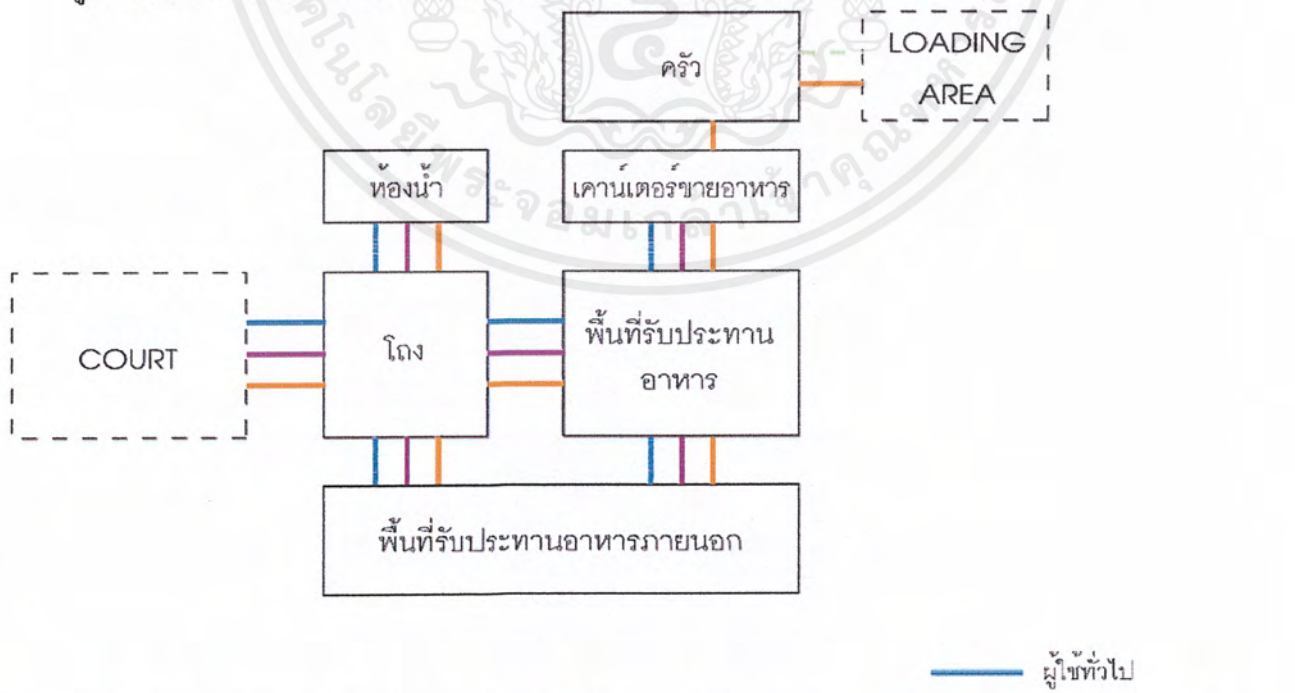 ครัว
LOADING
AREA
ห้องน้ำ
เคาน์เตอร์ขายอาหาร
COURT
โถง
พื้นที่รับประทาน
อาหาร
พื้นที่รับประทานอาหารภายนอก
ผู้ใช้ทั่วไป